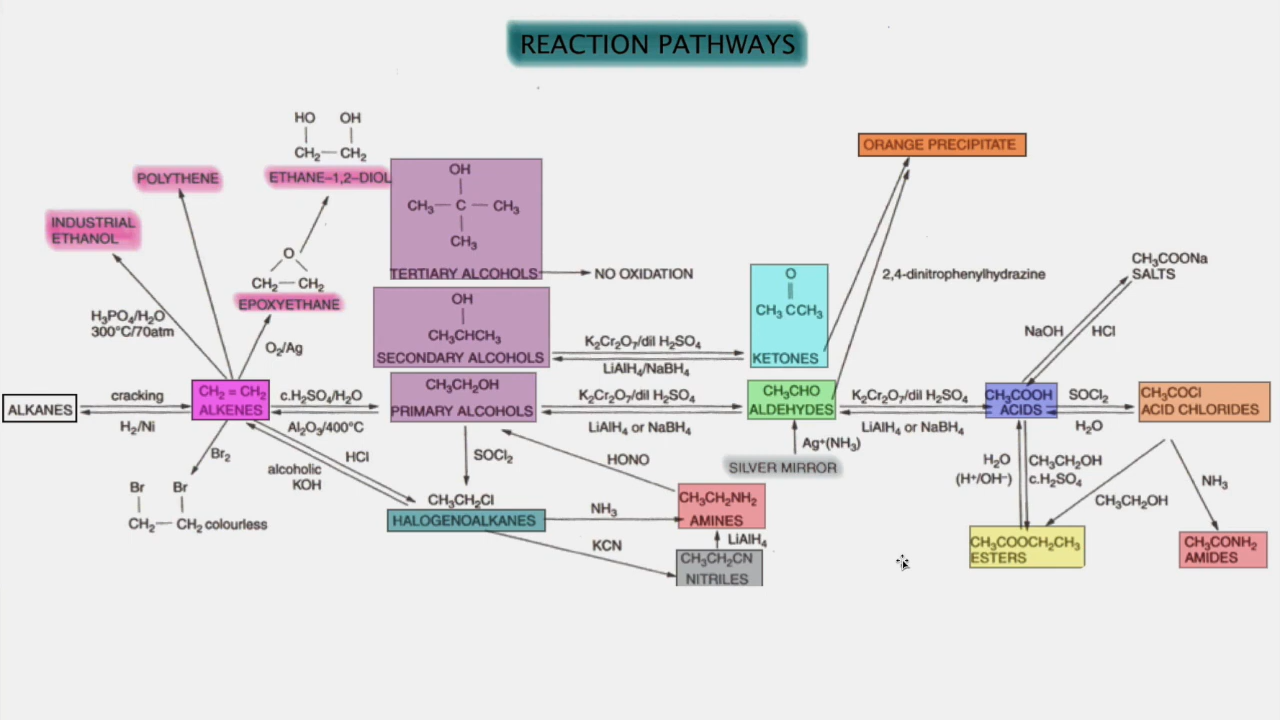 REACTION PATHWAYS
HO OH
CH₂—CH₂
ETHANE–1,2–DIOL
POLYTHENE
INDUSTRIAL
ETHANOL
O
CH₂—CH₂
EPOXYETHANE
H₃PO₄/H₂O
300°C/70atm
O₂/Ag
OH
CH₃—C—CH₃
CH₃
TERTIARY ALCOHOLS
NO OXIDATION
ORANGE PRECIPITATE
2,4-dinitrophenylhydrazine
CH₃COONa
SALTS
NaOH
HCl
OH
CH₃CHCH₃
SECONDARY ALCOHOLS
K₂Cr₂O₇/dil H₂SO₄
LiAlH₄/NaBH₄
O
CH₃ CCH₃
KETONES
ALKANES
cracking
H₂/Ni
CH₂ = CH₂
ALKENES
c.H₂SO₄/H₂O
Al₂O₃/400°C
CH₃CH₂OH
PRIMARY ALCOHOLS
K₂Cr₂O₇/dil H₂SO₄
LiAlH₄ or NaBH₄
CH₃CHO
ALDEHYDES
K₂Cr₂O₇/dil H₂SO₄
LiAlH₄ or NaBH₄
CH₃COOH
ACIDS
SOCl₂
H₂O
CH₃COCl
ACID CHLORIDES
Br₂
Br Br
CH₂—CH₂ colourless
HCl
alcoholic
KOH
SOCl₂
HONO
Ag⁺(NH₃)
SILVER MIRROR
H₂O
(H⁺/OH⁻)
CH₃CH₂OH
c.H₂SO₄
CH₃CH₂OH
NH₃
CH₃CH₂Cl
HALOGENOALKANES
NH₃
KCN
CH₃CH₂NH₂
AMINES
LiAlH₄
CH₃CH₂CN
NITRILES
CH₃COOCH₂CH₃
ESTERS
CH₃CONH₂
AMIDES